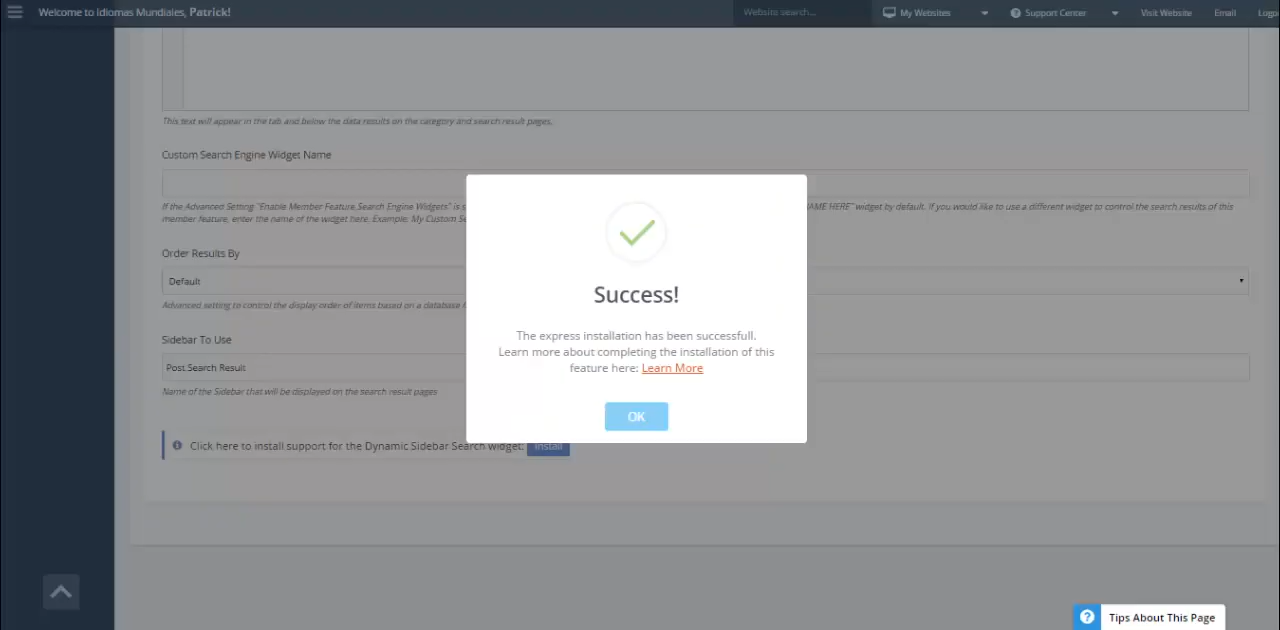 Welcome to Idiomas Mundiales, Patrick!
Website search...
My Websites
Support Center
Visit Website
Email
This text will appear in the tab and below the data results on the category and search result pages.
Custom Search Engine Widget Name
If the Advanced Setting "Enable Member Feature Search Engine Widgets" is
NAME HERE" widget by default. If you would like to use a different widget to control the search results of this
member feature, enter the name of the widget here. Example: My Custom
Order Results By
Default
Advanced setting to control the display order of items based on a database
Sidebar To Use
Post Search Result
Name of the Sidebar that will be displayed on the search result pages
Success!
The express installation has been successfull.
Learn more about completing the installation of this
feature here: Learn More
OK
Click here to install support for the Dynamic Sidebar Search widget: Install
? Tips About This Page